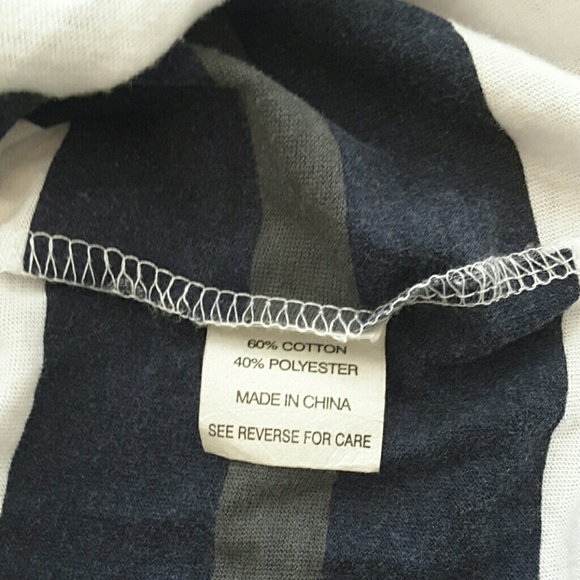 60% COTTON
40% POLYESTER
MADE IN CHINA
SEE REVERSE FOR CARE